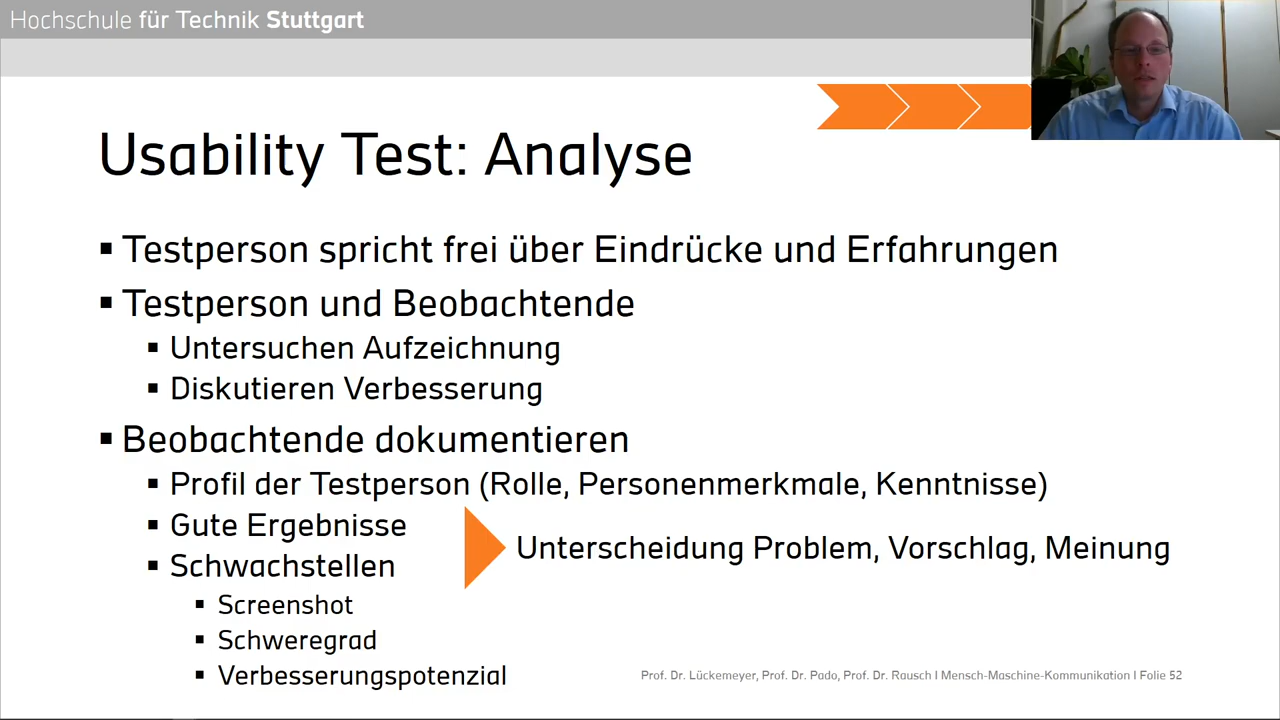 Hochschule für Technik Stuttgart
Usability Test: Analyse
▪ Testperson spricht frei über Eindrücke und Erfahrungen
▪ Testperson und Beobachtende
▪ Untersuchen Aufzeichnung
▪ Diskutieren Verbesserung
▪ Beobachtende dokumentieren
▪ Profil der Testperson (Rolle, Personenmerkmale, Kenntnisse)
▪ Gute Ergebnisse
▪ Schwachstellen
Unterscheidung Problem, Vorschlag, Meinung
▪ Screenshot
▪ Schweregrad
▪ Verbesserungspotenzial
Prof. Dr. Lückemeyer, Prof. Dr. Pado, Prof. Dr. Rausch I Mensch-Maschine-Kommunikation I Folie 52